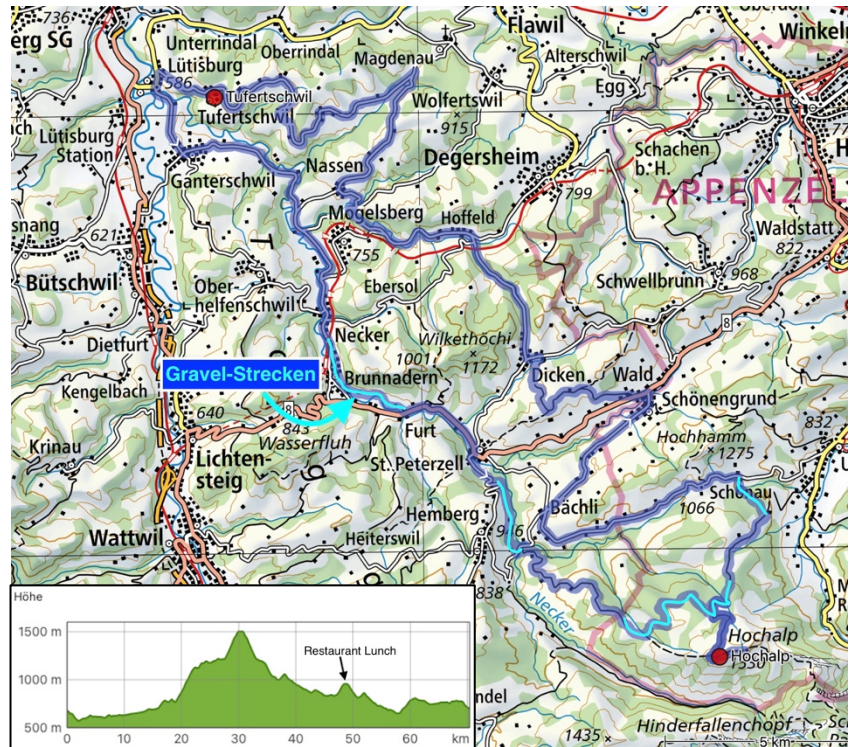 736
erg SG
Unterrindal
Oberrindal
Lütisburg
586
Tufertschwil
Tufertschwil
Magdenau
Flawil
Alterschwil
Egg
Winkeln
Wolfertswil
915
Degersheim
799
Schachen
b. H.
APPENZEL
Waldstatt
822
Lütisburg
Station
Ganterschwil
Nassen
Mogelsberg
755
Hoffeld
snang
621
Bütschwil
Ober-
helfenschwil
Ebersol
Schwellbrunn
968
8
Dietfurt
Necker
Wilkethöchi
1001
1172
Gravel-Strecken
Brunnadern
Dicken
Wald
Schönengrund
Kengelbach
640
8
843
Wasserfluh
Furt
Hochhamm
1275
832
Krinau
Lichten-
steig
St. Peterzell
Bächli
Schönau
1066
Wattwil
Hemberg
916
Heiterswil
838
Necker
Hochalp
Hochalp
1530
Hinderfallenchopf
1435
5 km
Höhe
1500 m
1000 m
500 m
Restaurant Lunch
0
10
20
30
40
50
60
km